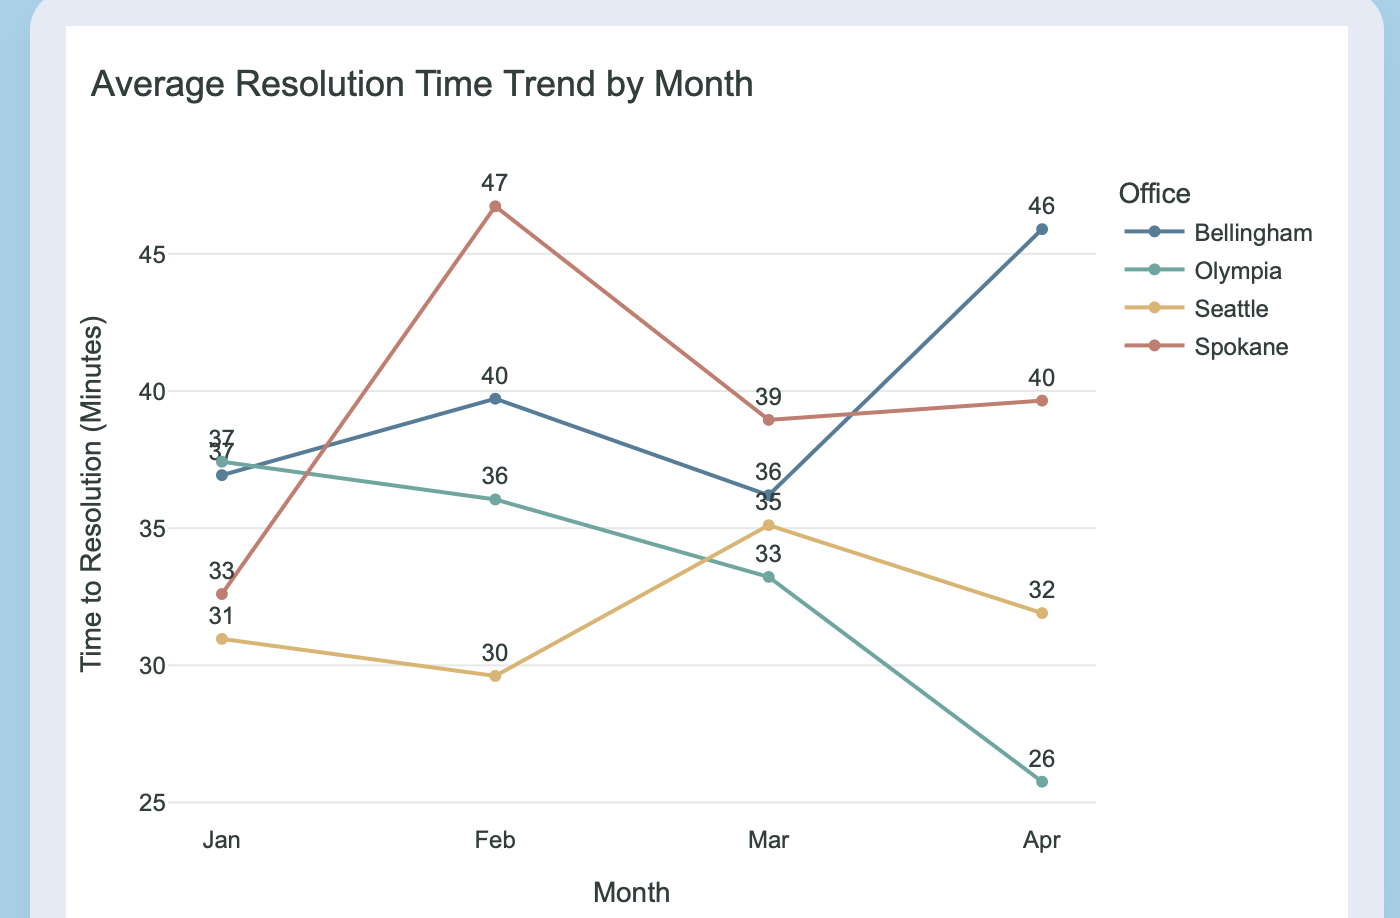 Average Resolution Time Trend by Month
Office
Bellingham
Olympia
Seattle
Spokane
Time to Resolution (Minutes)
45
40
35
30
25
37
37
33
31
47
40
36
30
39
36
35
33
46
40
32
26
Jan Feb Mar Apr
Month